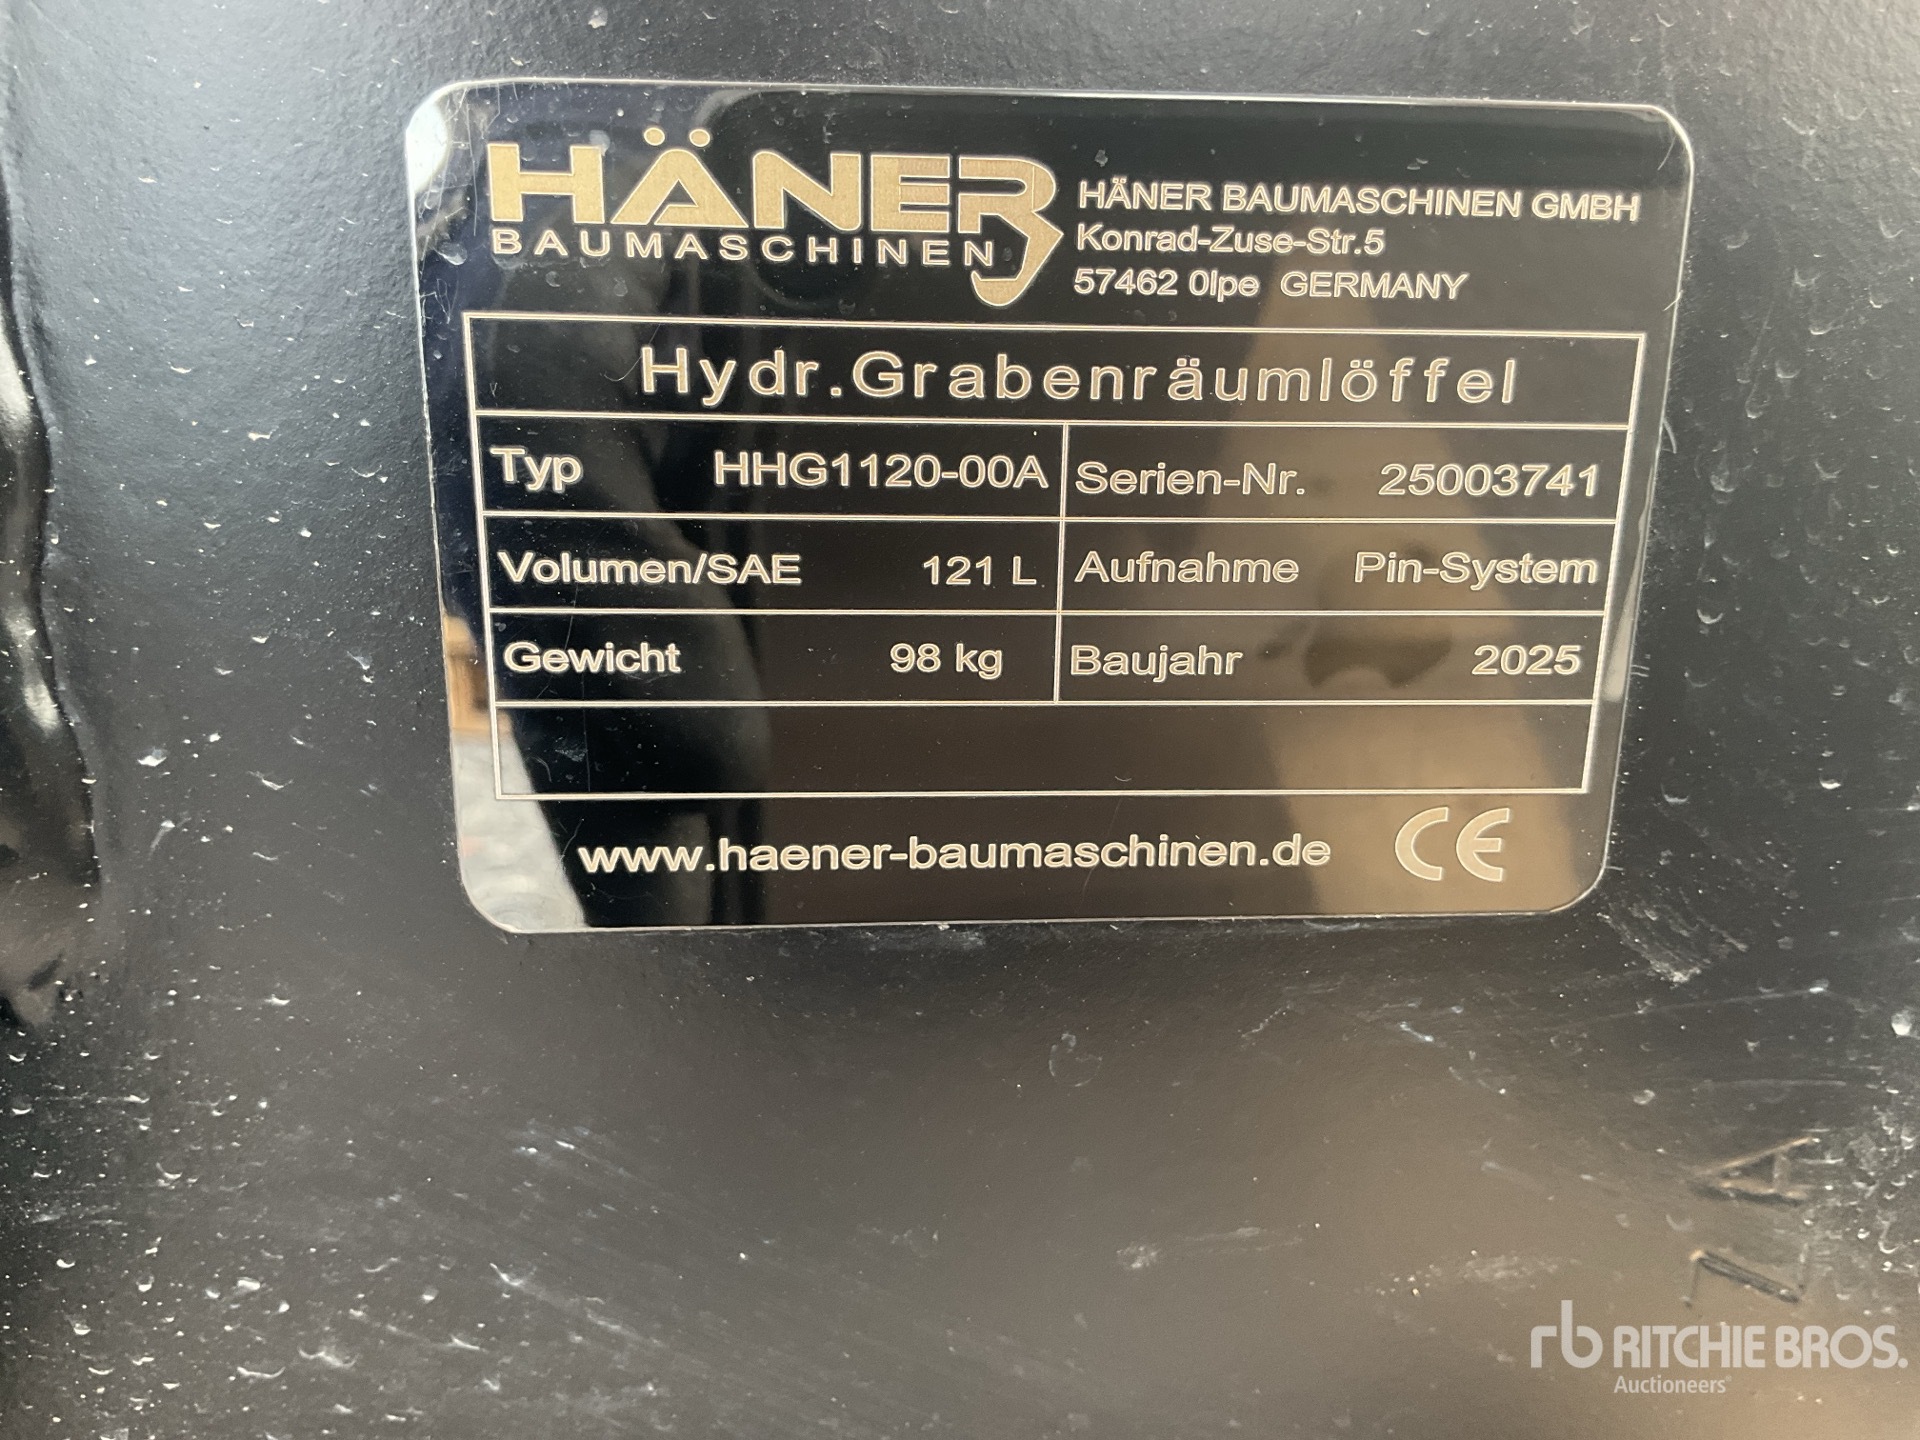 HÄNER
BAUMASCHINEN
HÄNER BAUMASCHINEN GMBH
Konrad-Zuse-Str.5
57462 Olpe GERMANY
Hydr.Grabenräumlöffel
Typ HHG1120-00A Serien-Nr. 25003741
Volumen/SAE 121 L Aufnahme Pin-System
Gewicht 98 kg Baujahr 2025
www.haener-baumaschinen.de CE
rb RITCHIE BROS.
Auctioneers